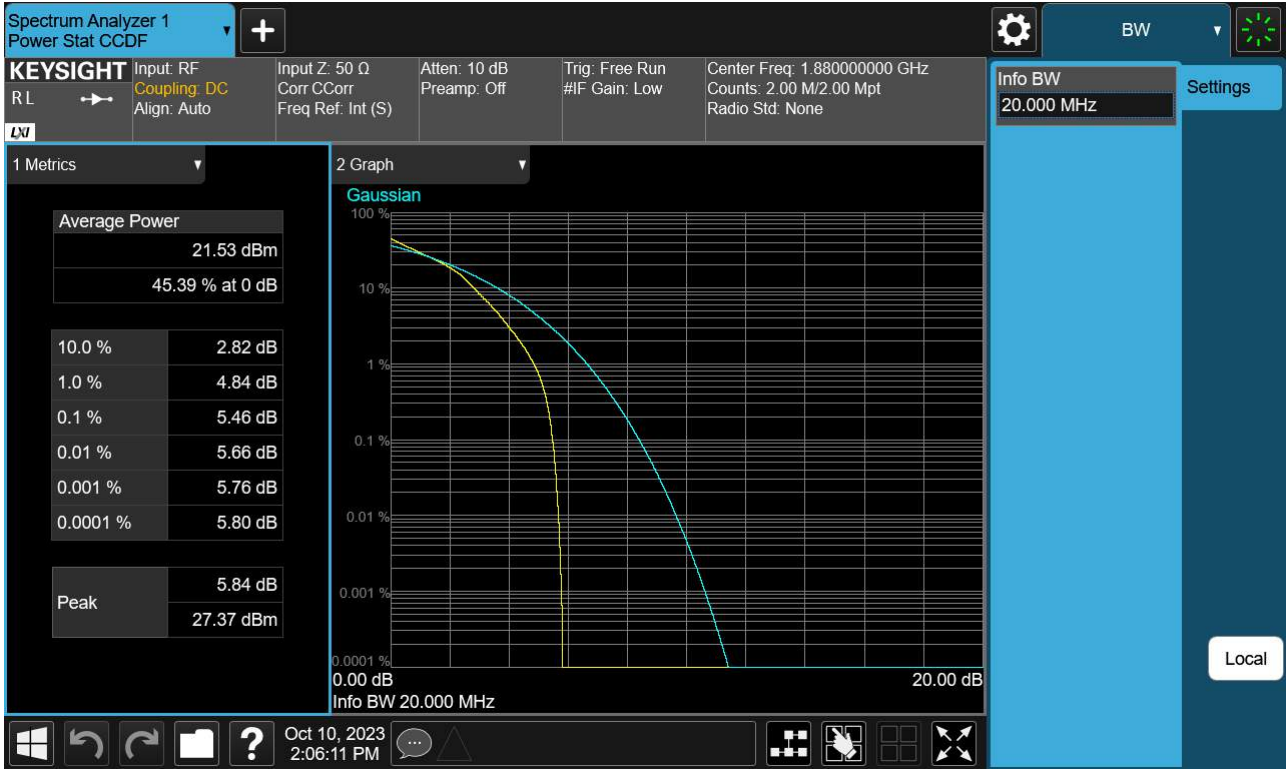 Spectrum Analyzer 1
Power Stat CCDF
+
BW
KEYSIGHT
RL
LXI
Input: RF
Coupling: DC
Align: Auto
Input Z: 50 Ω
Corr CCorr
Freq Ref: Int (S)
Atten: 10 dB
Preamp: Off
Trig: Free Run
#IF Gain: Low
Center Freq: 1.880000000 GHz
Counts: 2.00 M/2.00 Mpt
Radio Std: None
Info BW
20.000 MHz
Settings
1 Metrics
Average Power
21.53 dBm
45.39 % at 0 dB
10.0 % 2.82 dB
1.0 % 4.84 dB
0.1 % 5.46 dB
0.01 % 5.66 dB
0.001 % 5.76 dB
0.0001 % 5.80 dB
Peak
5.84 dB
27.37 dBm
2 Graph
Gaussian
100 %
10 %
1 %
0.1 %
0.01 %
0.001 %
0.0001 %
0.00 dB 20.00 dB
Info BW 20.000 MHz
Local
?
Oct 10, 2023
2:06:11 PM